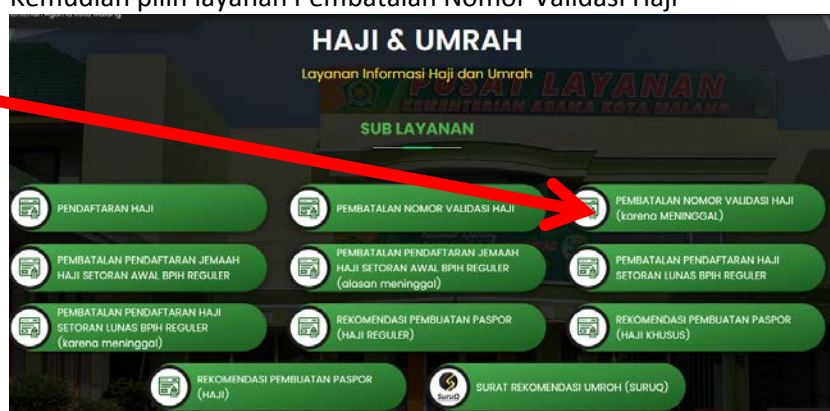 Kemudian pilih layanan Pembatalan Nomor Validasi Haji
HAJI & UMRAH
Layanan Informasi Haji dan Umrah
PUSAT LAYANAN
KEMENTERIAN AGAMA KOTA MALANG
SUB LAYANAN
PENDAFTARAN HAJI
PEMBATALAN NOMOR VALIDASI HAJI
PEMBATALAN NOMOR VALIDASI HAJI
(karena MENINGGAL)
PEMBATALAN PENDAFTARAN JEMAAH
HAJI SETORAN AWAL BPIH REGULER
PEMBATALAN PENDAFTARAN JEMAAH
HAJI SETORAN AWAL BPIH REGULER
(alasan meninggal)
PEMBATALAN PENDAFTARAN HAJI
SETORAN LUNAS BPIH REGULER
PEMBATALAN PENDAFTARAN HAJI
SETORAN LUNAS BPIH REGULER
(karena meninggal)
REKOMENDASI PEMBUATAN PASPOR
(HAJI REGULER)
REKOMENDASI PEMBUATAN PASPOR
(HAJI KHUSUS)
REKOMENDASI PEMBUATAN PASPOR
(HAJI)
SuruQ
SURAT REKOMENDASI UMROH (SURUQ)